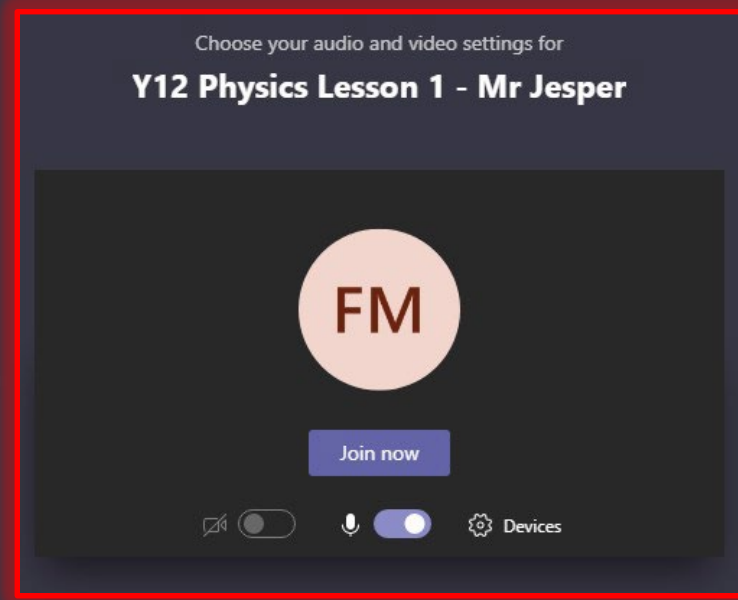 Choose your audio and video settings for
Y12 Physics Lesson 1 - Mr Jesper
FM
Join now
Devices